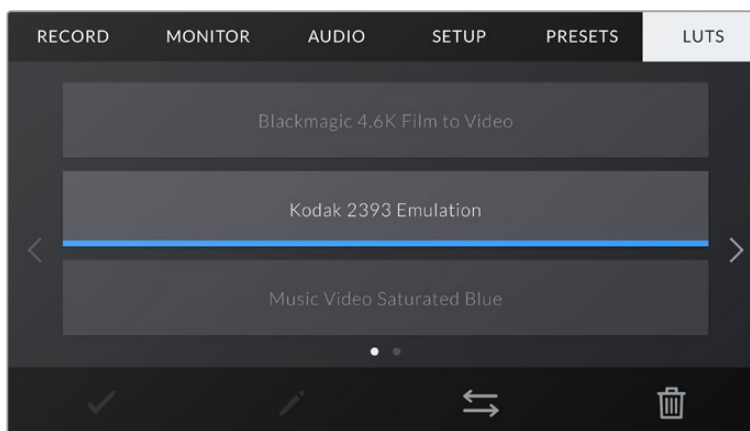 RECORD MONITOR AUDIO SETUP PRESETS LUTS
Blackmagic 4.6K Film to Video
Kodak 2393 Emulation
Music Video Saturated Blue